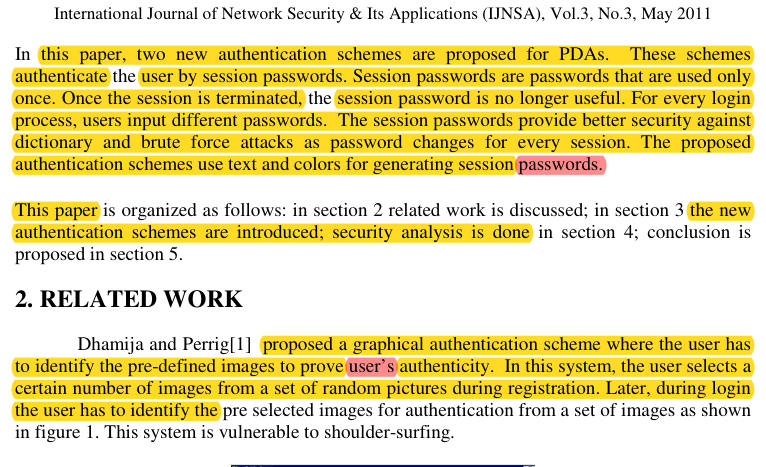 International Journal of Network Security & Its Applications (IJNSA), Vol.3, No.3, May 2011
In this paper, two new authentication schemes are proposed for PDAs. These schemes
authenticate the user by session passwords. Session passwords are passwords that are used only
once. Once the session is terminated, the session password is no longer useful. For every login
process, users input different passwords. The session passwords provide better security against
dictionary and brute force attacks as password changes for every session. The proposed
authentication schemes use text and colors for generating session passwords.
This paper is organized as follows: in section 2 related work is discussed; in section 3 the new
authentication schemes are introduced; security analysis is done in section 4; conclusion is
proposed in section 5.
2. RELATED WORK
Dhamija and Perrig[1] proposed a graphical authentication scheme where the user has
to identify the pre-defined images to prove user's authenticity. In this system, the user selects a
certain number of images from a set of random pictures during registration. Later, during login
the user has to identify the pre selected images for authentication from a set of images as shown
in figure 1. This system is vulnerable to shoulder-surfing.